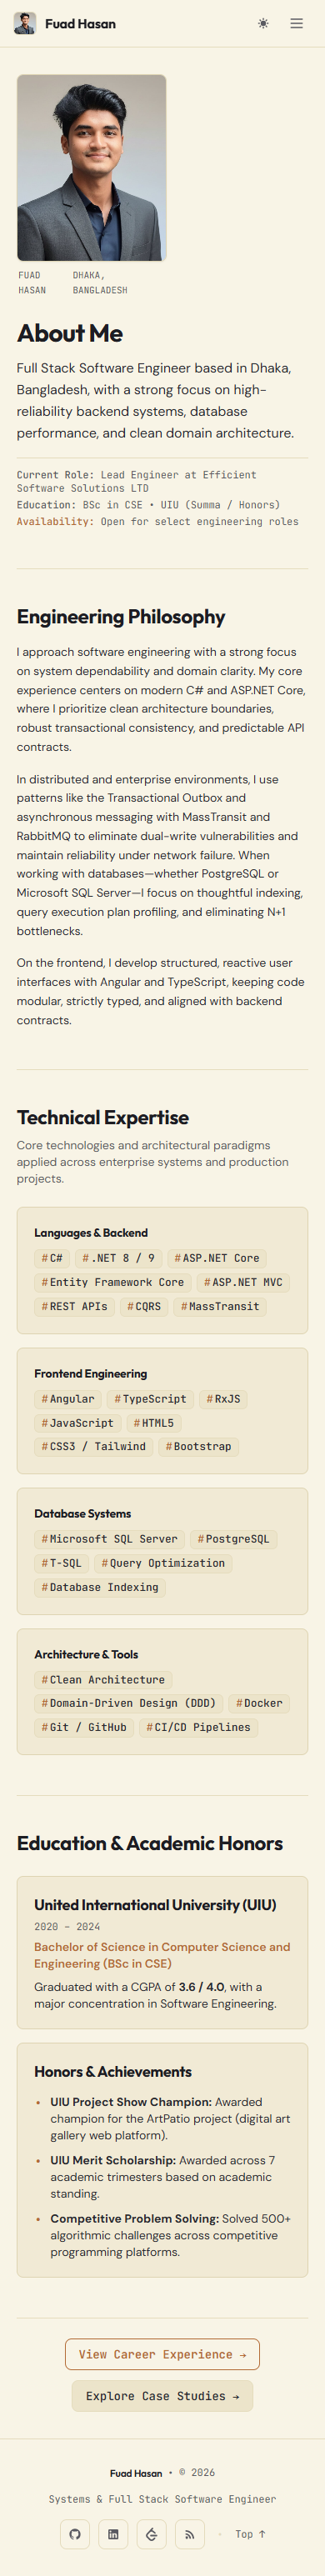 Fuad Hasan
FUAD
HASAN
DHAKA,
BANGLADESH
About Me
Full Stack Software Engineer based in Dhaka,
Bangladesh, with a strong focus on high-
reliability backend systems, database
performance, and clean domain architecture.
Current Role: Lead Engineer at Efficient
Software Solutions LTD
Education: BSc in CSE • UIU (Summa / Honors)
Availability: Open for select engineering roles
Engineering Philosophy
I approach software engineering with a strong focus
on system dependability and domain clarity. My core
experience centers on modern C# and ASP.NET Core,
where I prioritize clean architecture boundaries,
robust transactional consistency, and predictable API
contracts.
In distributed and enterprise environments, I use
patterns like the Transactional Outbox and
asynchronous messaging with MassTransit and
RabbitMQ to eliminate dual-write vulnerabilities and
maintain reliability under network failure. When
working with databases—whether PostgreSQL or
Microsoft SQL Server—I focus on thoughtful indexing,
query execution plan profiling, and eliminating N+1
bottlenecks.
On the frontend, I develop structured, reactive user
interfaces with Angular and TypeScript, keeping code
modular, strictly typed, and aligned with backend
contracts.
Technical Expertise
Core technologies and architectural paradigms
applied across enterprise systems and production
projects.
Languages & Backend
#C# #.NET 8 / 9 #ASP.NET Core
#Entity Framework Core #ASP.NET MVC
#REST APIs #CQRS #MassTransit
Frontend Engineering
#Angular #TypeScript #RxJS
#JavaScript #HTML5
#CSS3 / Tailwind #Bootstrap
Database Systems
#Microsoft SQL Server #PostgreSQL
#T-SQL #Query Optimization
#Database Indexing
Architecture & Tools
#Clean Architecture
#Domain-Driven Design (DDD) #Docker
#Git / GitHub #CI/CD Pipelines
Education & Academic Honors
United International University (UIU)
2020 – 2024
Bachelor of Science in Computer Science and
Engineering (BSc in CSE)
Graduated with a CGPA of 3.6 / 4.0, with a
major concentration in Software Engineering.
Honors & Achievements
• UIU Project Show Champion: Awarded
champion for the ArtPatio project (digital art
gallery web platform).
• UIU Merit Scholarship: Awarded across 7
academic trimesters based on academic
standing.
• Competitive Problem Solving: Solved 500+
algorithmic challenges across competitive
programming platforms.
View Career Experience →
Explore Case Studies →
Fuad Hasan • © 2026
Systems & Full Stack Software Engineer
· Top ↑